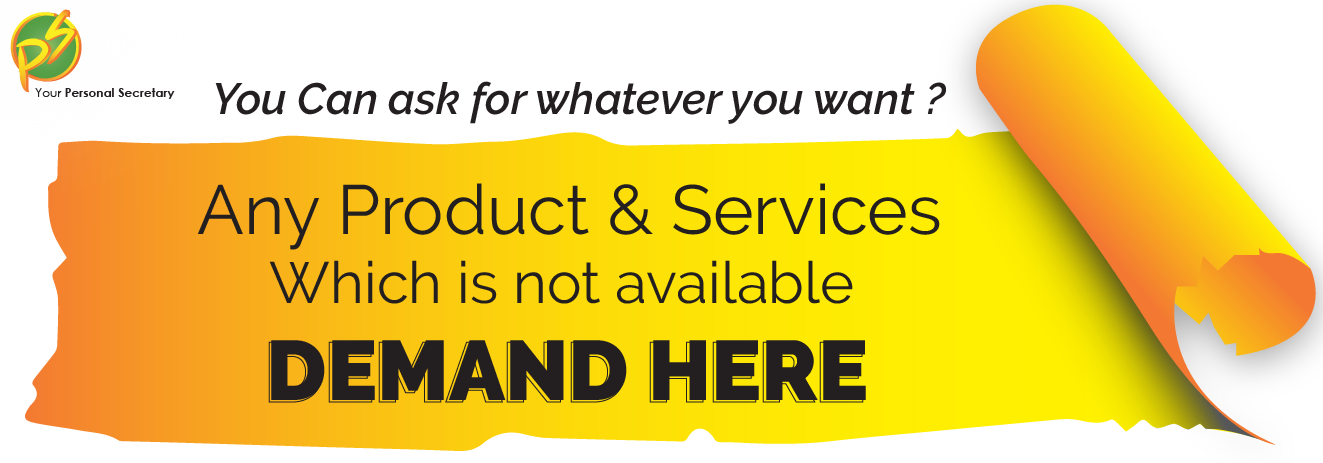 PS
Your Personal Secretary
You Can ask for whatever you want ?
Any Product & Services
Which is not available
DEMAND HERE